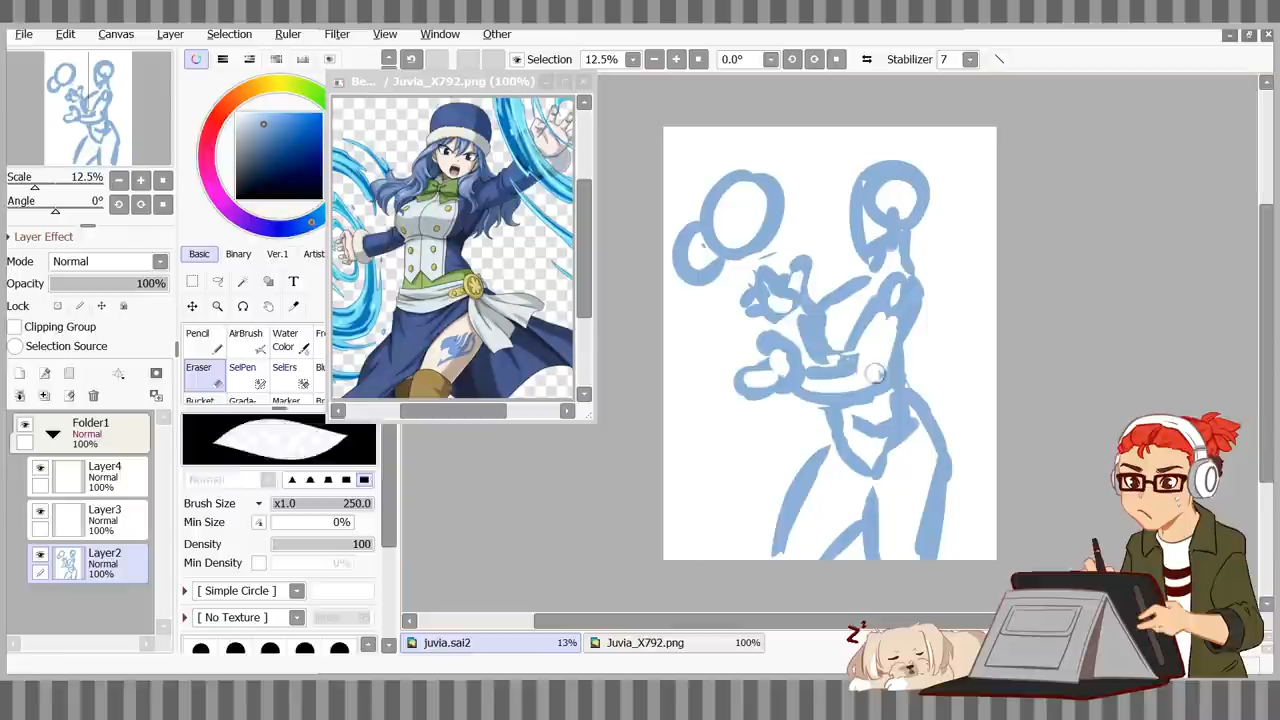 File Edit Canvas Layer Selection Ruler Filter View Window Other
Selection 12.5% 0.0° Stabilizer 7
Be... / Juvia_X792.png (100%)
Scale 12.5%
Angle 0°
Layer Effect
Mode Normal
Opacity 100%
Lock
Clipping Group
Selection Source
Folder1
Normal
100%
Layer4
Normal
100%
Layer3
Normal
100%
Layer2
Normal
100%
Basic Binary Ver.1 Artist
T
Pencil AirBrush Water Color
Eraser SelPen SelErs
Bucket Grada-
Normal
Brush Size x1.0 250.0
Min Size 0%
Density 100
Min Density 0%
[ Simple Circle ]
[ No Texture ]
juvia.sai2 13% Juvia_X792.png 100%
z z